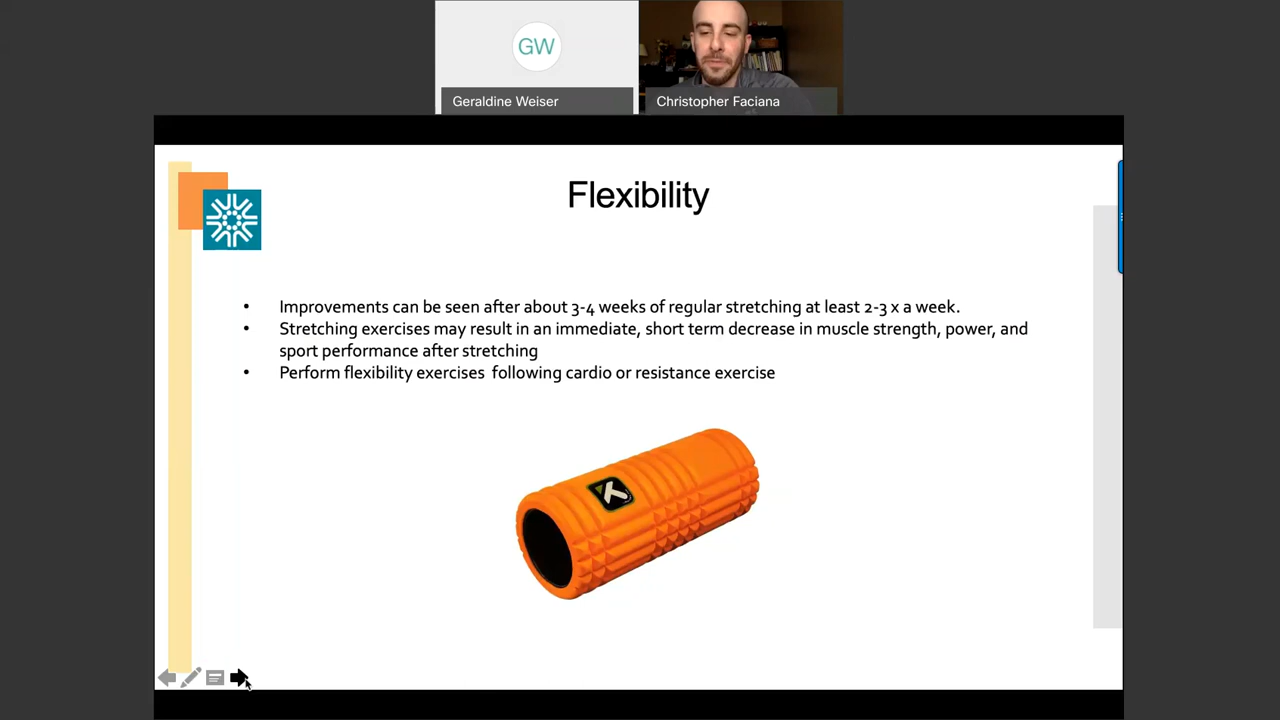 GW
Geraldine Weiser
Christopher Faciana
Flexibility
• Improvements can be seen after about 3-4 weeks of regular stretching at least 2-3 x a week.
• Stretching exercises may result in an immediate, short term decrease in muscle strength, power, and
sport performance after stretching
• Perform flexibility exercises following cardio or resistance exercise